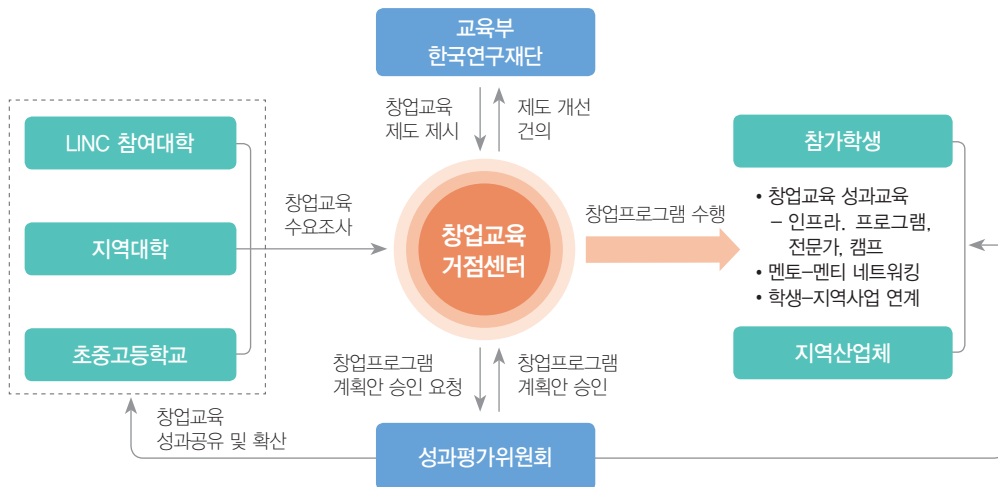 교육부
한국연구재단
창업교육
제도 제시
제도 개선
건의
LINC 참여대학
지역대학
초중고등학교
창업교육
수요조사
창업교육
거점센터
창업프로그램 수행
참가학생
• 창업교육 성과교육
– 인프라, 프로그램,
전문가, 캠프
• 멘토–멘티 네트워킹
• 학생–지역사업 연계
지역산업체
창업프로그램
계획안 승인 요청
창업프로그램
계획안 승인
창업교육
성과공유 및 확산
성과평가위원회